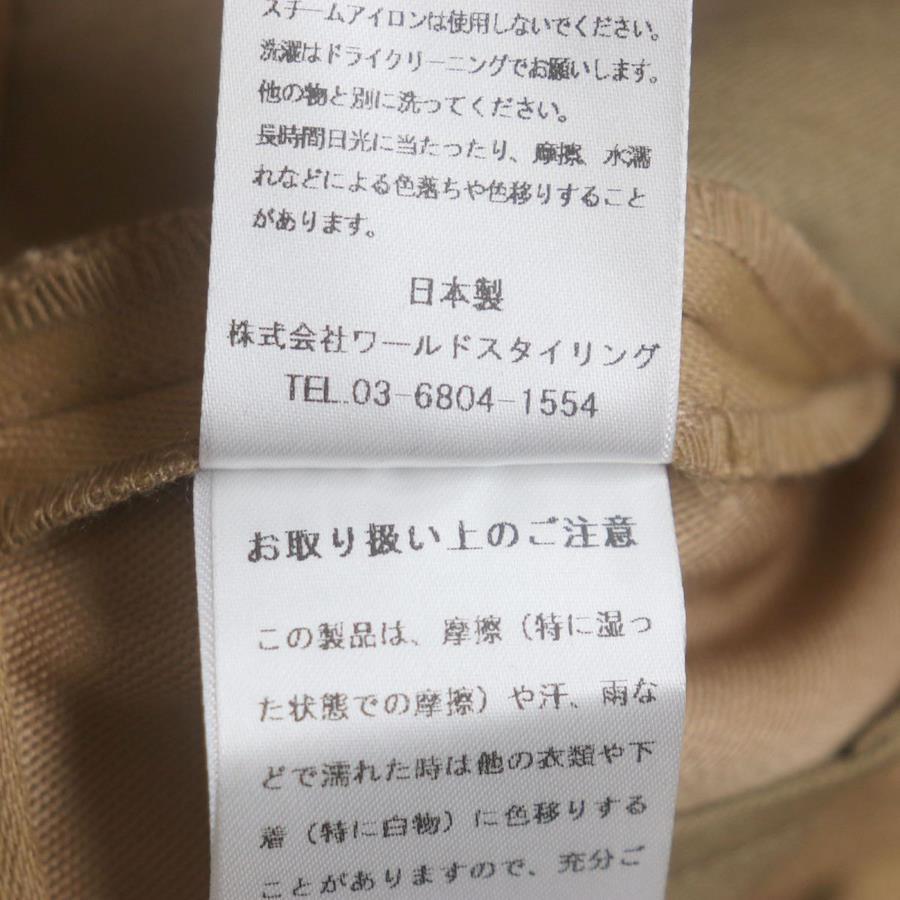 スチームアイロンは使用しないでください。
洗濯はドライクリーニングでお願いします。
他の物と別に洗ってください。
長時間日光に当たったり、摩擦、水濡
れなどによる色落ちや色移りすること
があります。
日本製
株式会社ワールドスタイリング
TEL.03-6804-1554
お取り扱い上のご注意
この製品は、摩擦（特に湿っ
た状態での摩擦）や汗、雨な
どで濡れた時は他の衣類や下
着（特に白物）に色移りする
ことがありますので、充分ご